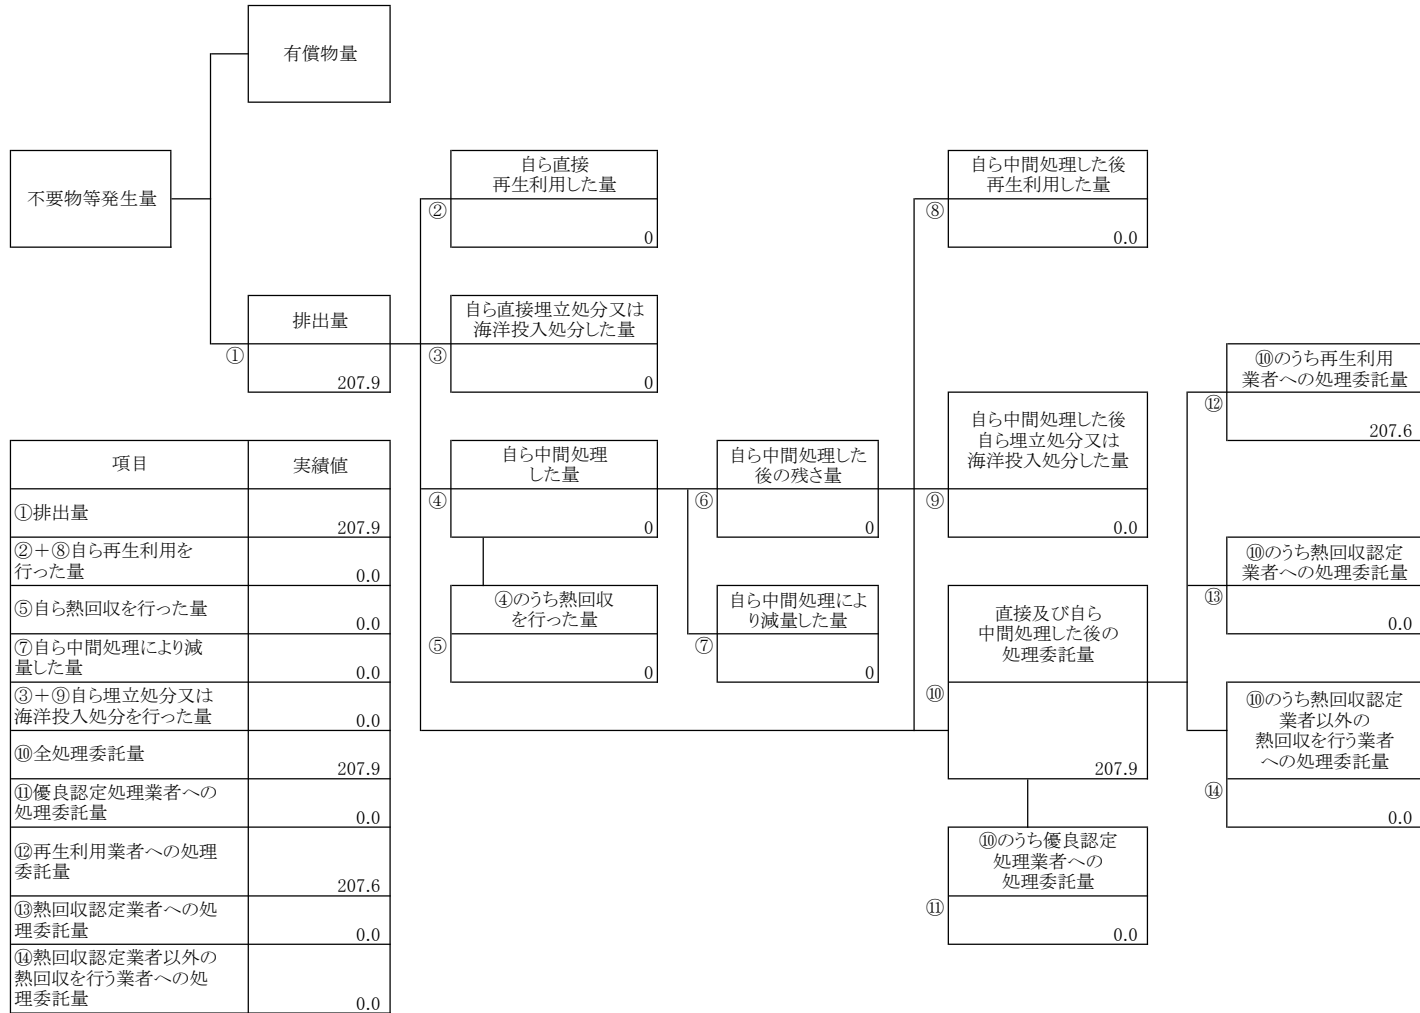 有償物量
不要物等発生量
自ら直接
再生利用した量
②
0
自ら中間処理した後
再生利用した量
⑧
0.0
排出量
①
207.9
自ら直接埋立処分又は
海洋投入処分した量
③
0
⑩のうち再生利用
業者への処理委託量
⑫
207.6
自ら中間処理
した量
④
0
自ら中間処理した
後の残さ量
⑥
0
自ら中間処理した後
自ら埋立処分又は
海洋投入処分した量
⑨
0.0
⑩のうち熱回収認定
業者への処理委託量
⑬
0.0
④のうち熱回収
を行った量
⑤
0
自ら中間処理によ
り減量した量
⑦
0
直接及び自ら
中間処理した後の
処理委託量
⑩
207.9
⑩のうち熱回収認定
業者以外の
熱回収を行う業者
への処理委託量
⑭
0.0
⑩のうち優良認定
処理業者への
処理委託量
⑪
0.0
項目 実績値
①排出量 207.9
②＋⑧自ら再生利用を
行った量 0.0
⑤自ら熱回収を行った量 0.0
⑦自ら中間処理により減
量した量 0.0
③＋⑨自ら埋立処分又は
海洋投入処分を行った量 0.0
⑩全処理委託量 207.9
⑪優良認定処理業者への
処理委託量 0.0
⑫再生利用業者への処理
委託量 207.6
⑬熱回収認定業者への処
理委託量 0.0
⑭熱回収認定業者以外の
熱回収を行う業者への処
理委託量 0.0